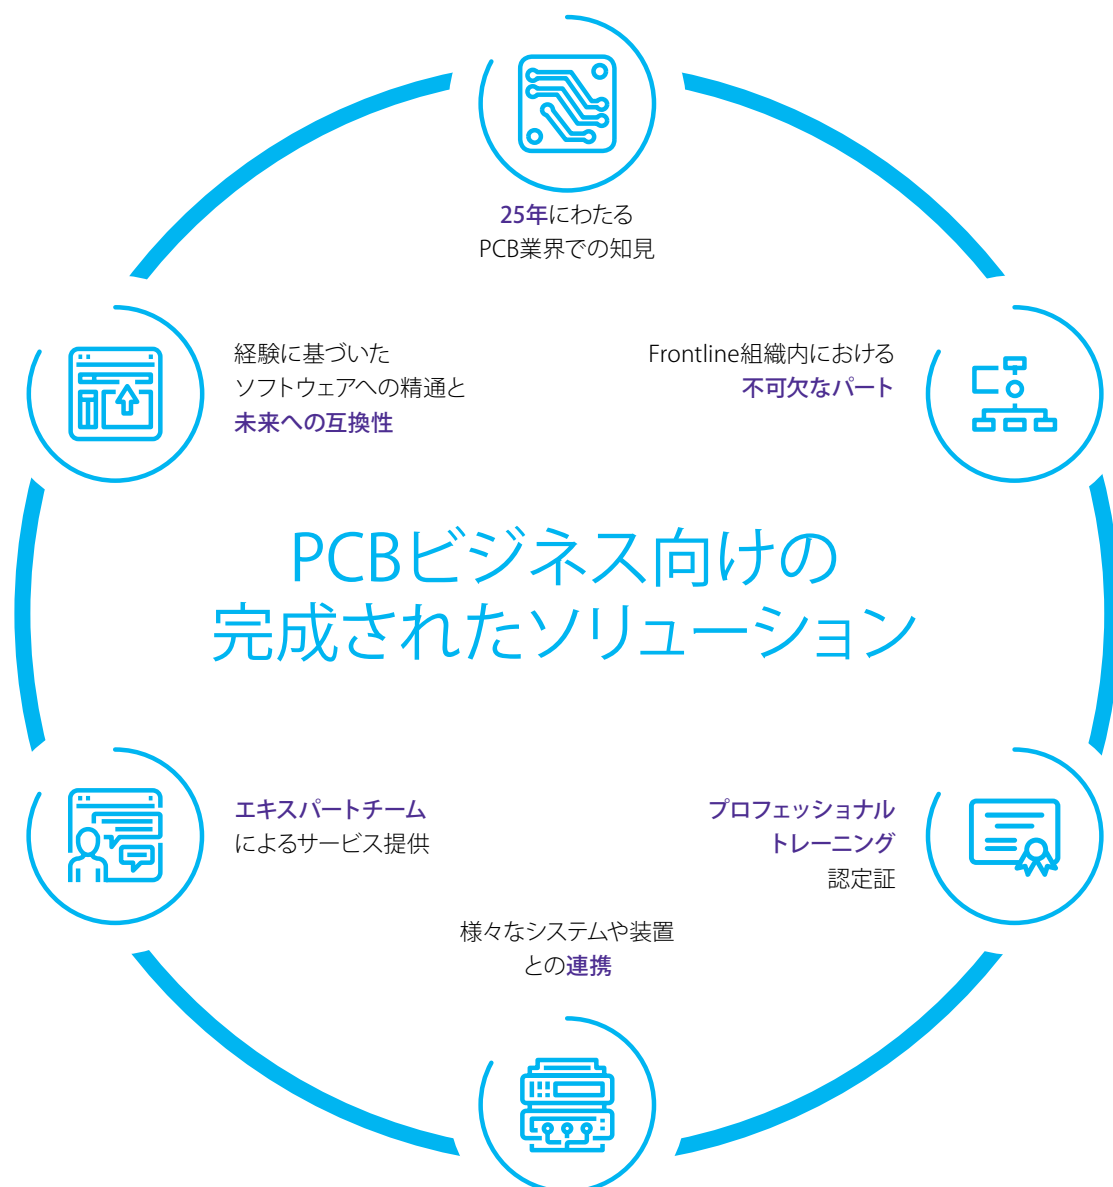 25年にわたる
PCB業界での知見
経験に基づいた
ソフトウェアへの精通と
未来への互換性
Frontline組織内における
不可欠なパート
PCBビジネス向けの
完成されたソリューション
エキスパートチーム
によるサービス提供
プロフェッショナル
トレーニング
認定証
様々なシステムや装置
との連携